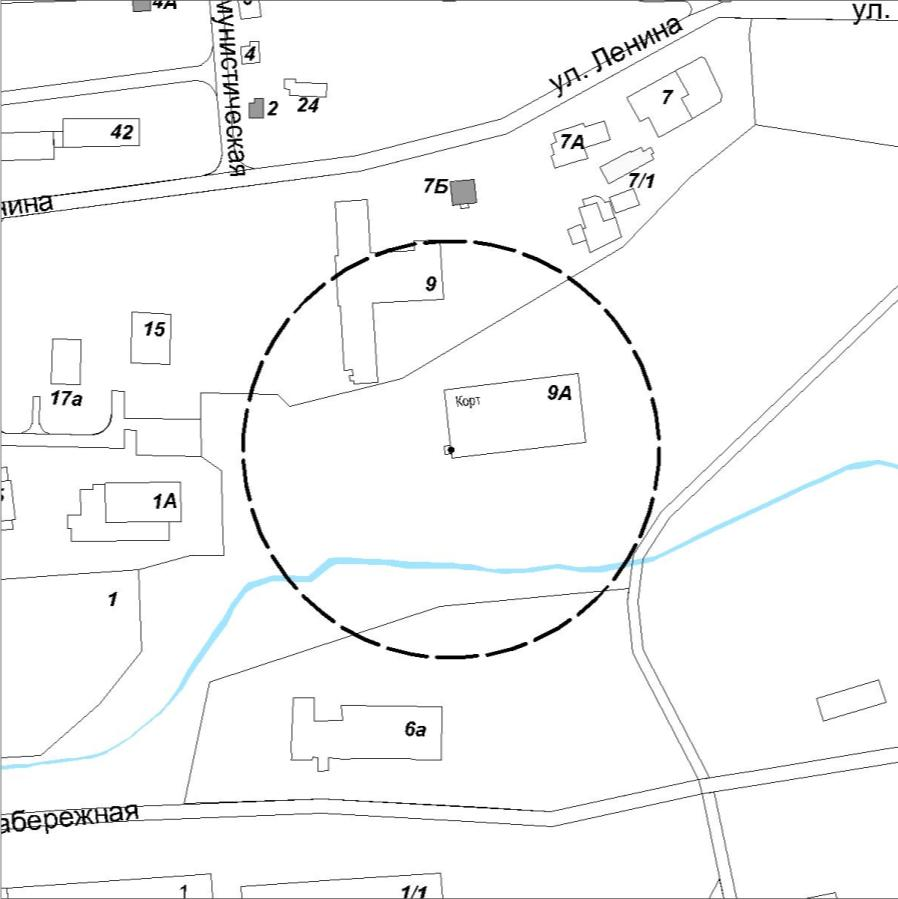 4А
ул.
ул. Ленина
мунистическая
4
24
2
7
42
7А
7/1
7Б
нина
9
15
17а
9А
Корт
1А
1
6а
абережная
1
1/1